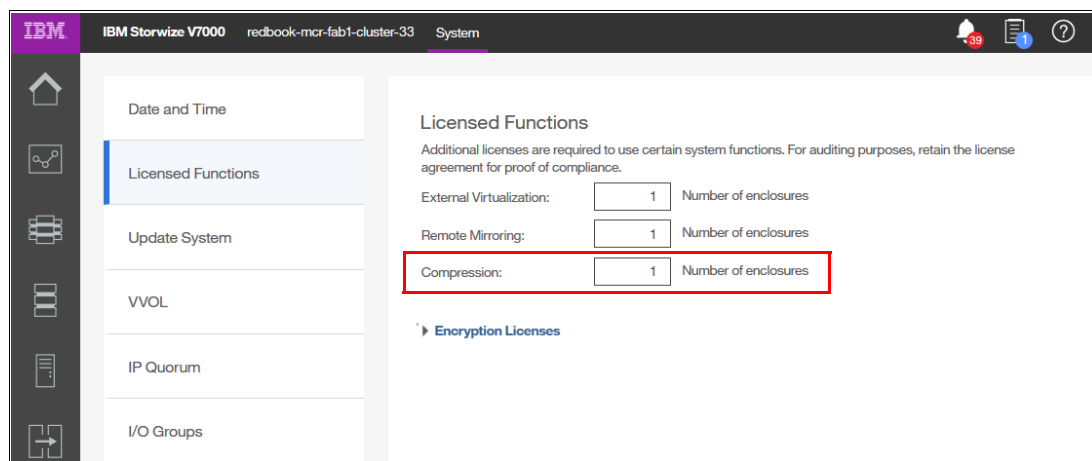 IBM IBM Storwize V7000 redbook-mcr-fab1-cluster-33 System 39 1 ?
Date and Time
Licensed Functions
Update System
VVOL
IP Quorum
I/O Groups
Licensed Functions
Additional licenses are required to use certain system functions. For auditing purposes, retain the license
agreement for proof of compliance.
External Virtualization: 1 Number of enclosures
Remote Mirroring: 1 Number of enclosures
Compression: 1 Number of enclosures
Encryption Licenses